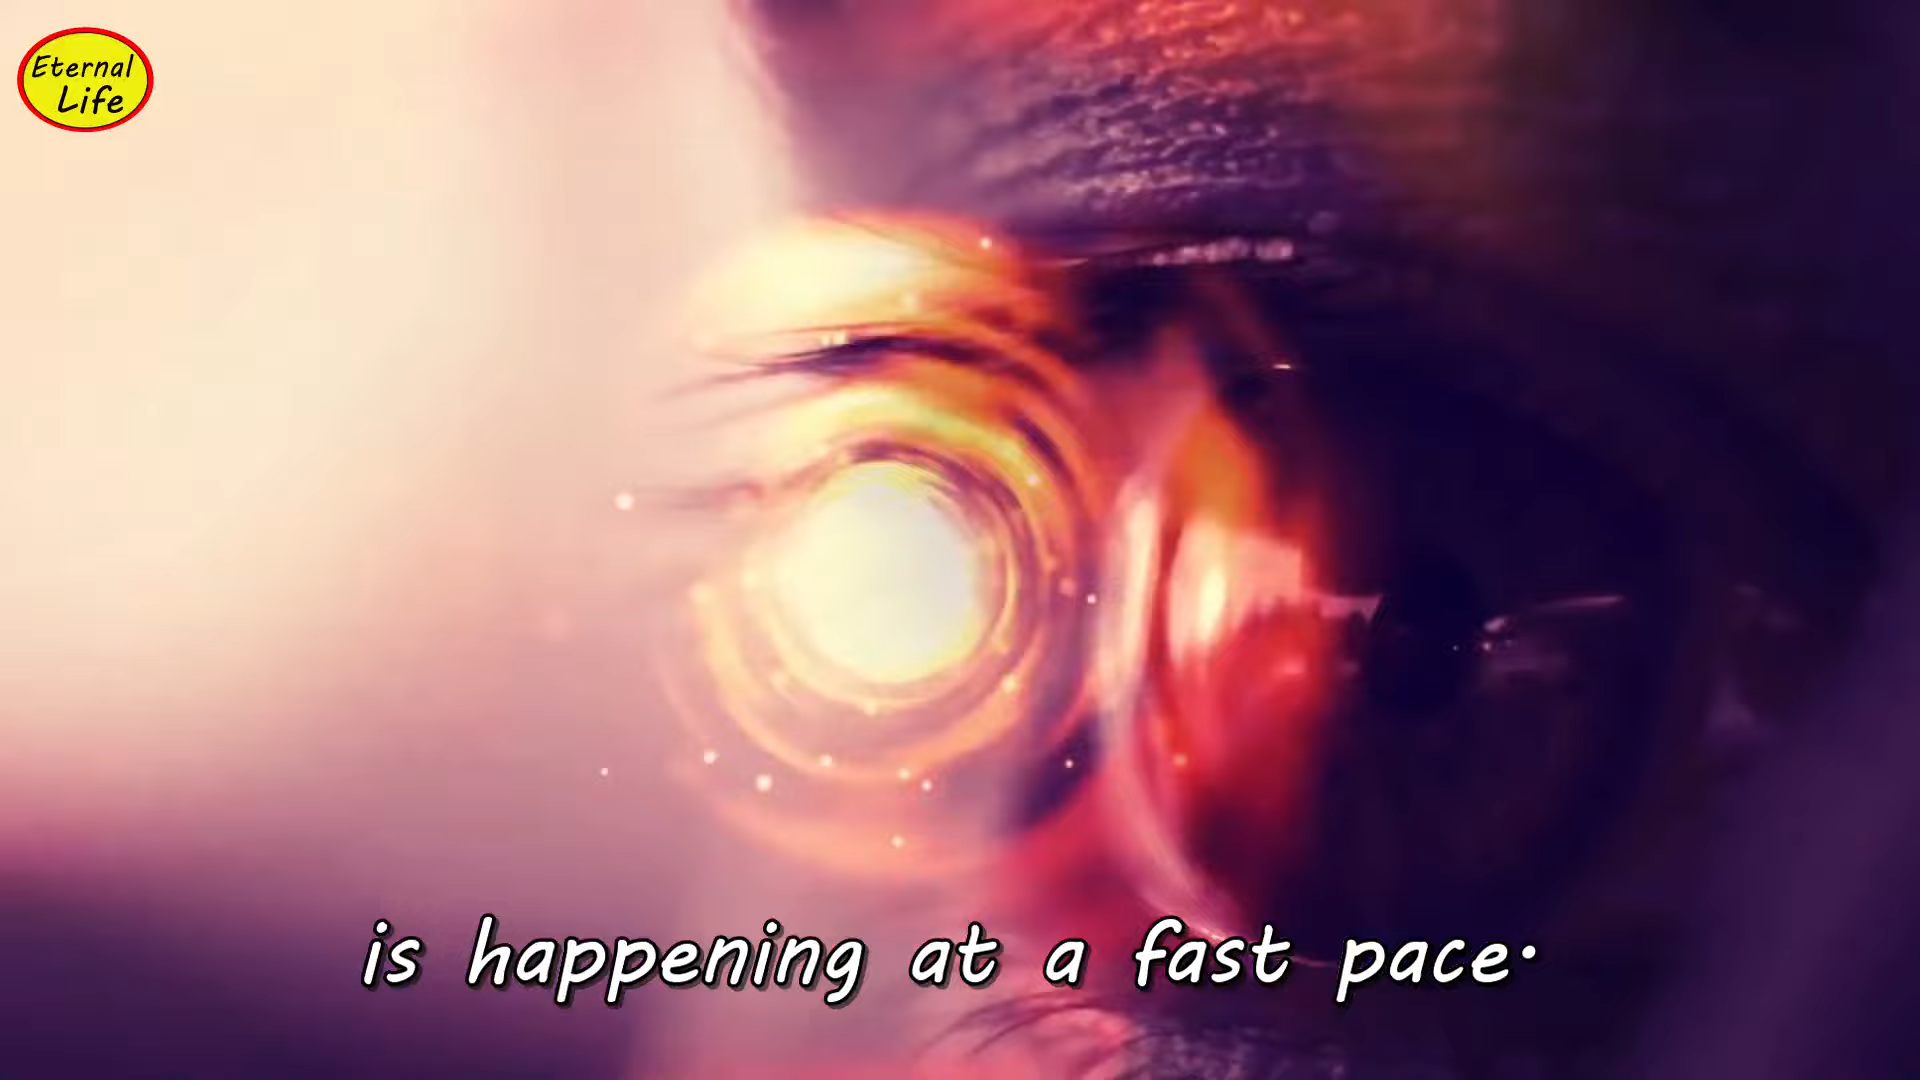 Eternal
Life
is happening at a fast pace.